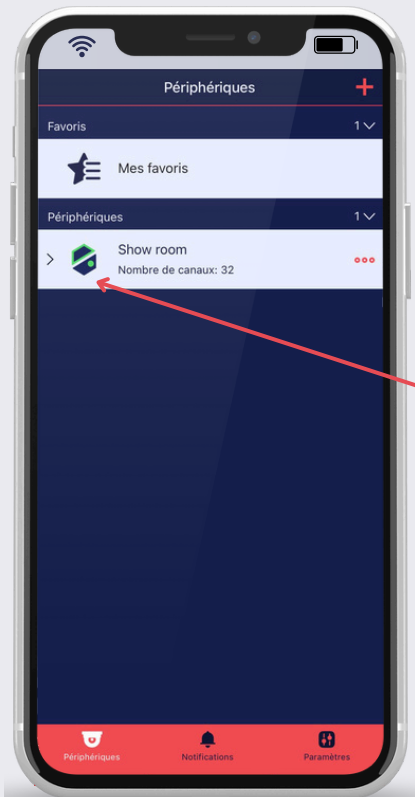 Périphériques
Favoris 1
Mes favoris
Périphériques 1
Show room
Nombre de canaux: 32
Périphériques Notifications Paramètres